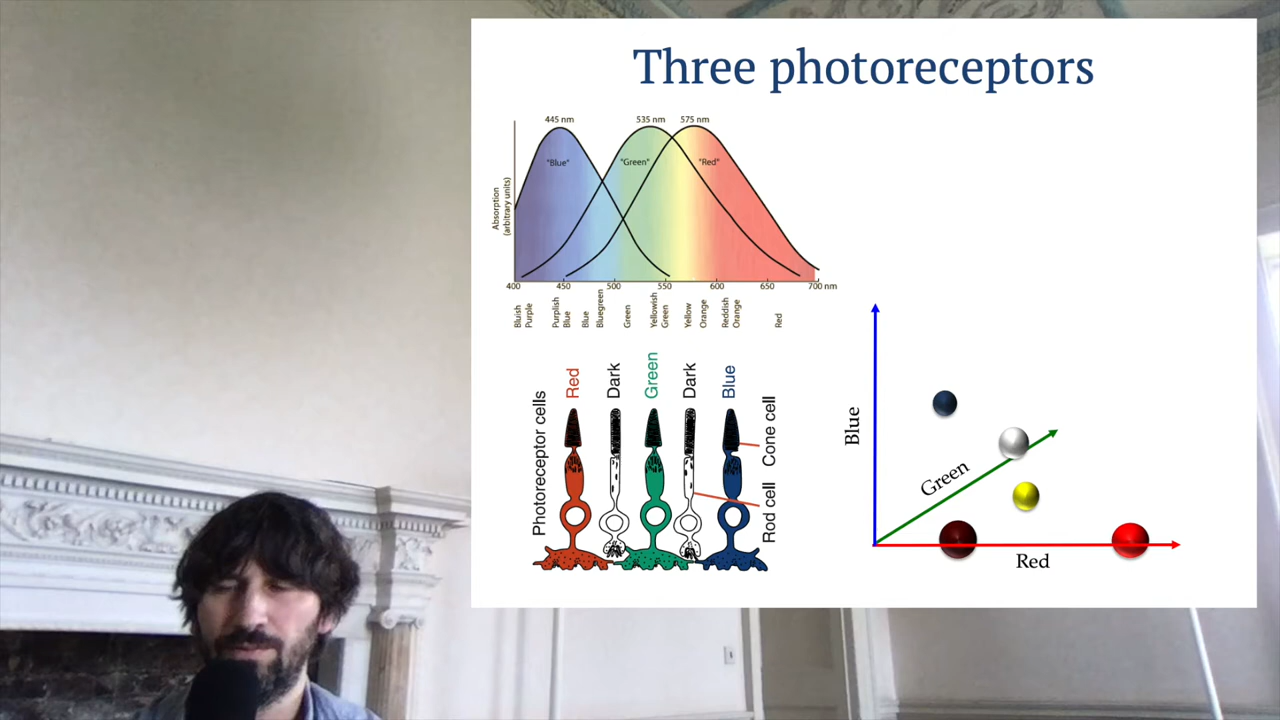 Three photoreceptors
445 nm
535 nm
575 nm
"Blue"
"Green"
"Red"
Absorption
(arbitrary units)
400
450
500
550
600
650
700 nm
Bluish
Purple
Purplish
Blue
Blue
Bluegreen
Green
Yellowish
Green
Yellow
Orange
Reddish
Orange
Red
Photoreceptor cells
Red
Dark
Green
Dark
Blue
Cone cell
Rod cell
Blue
Green
Red